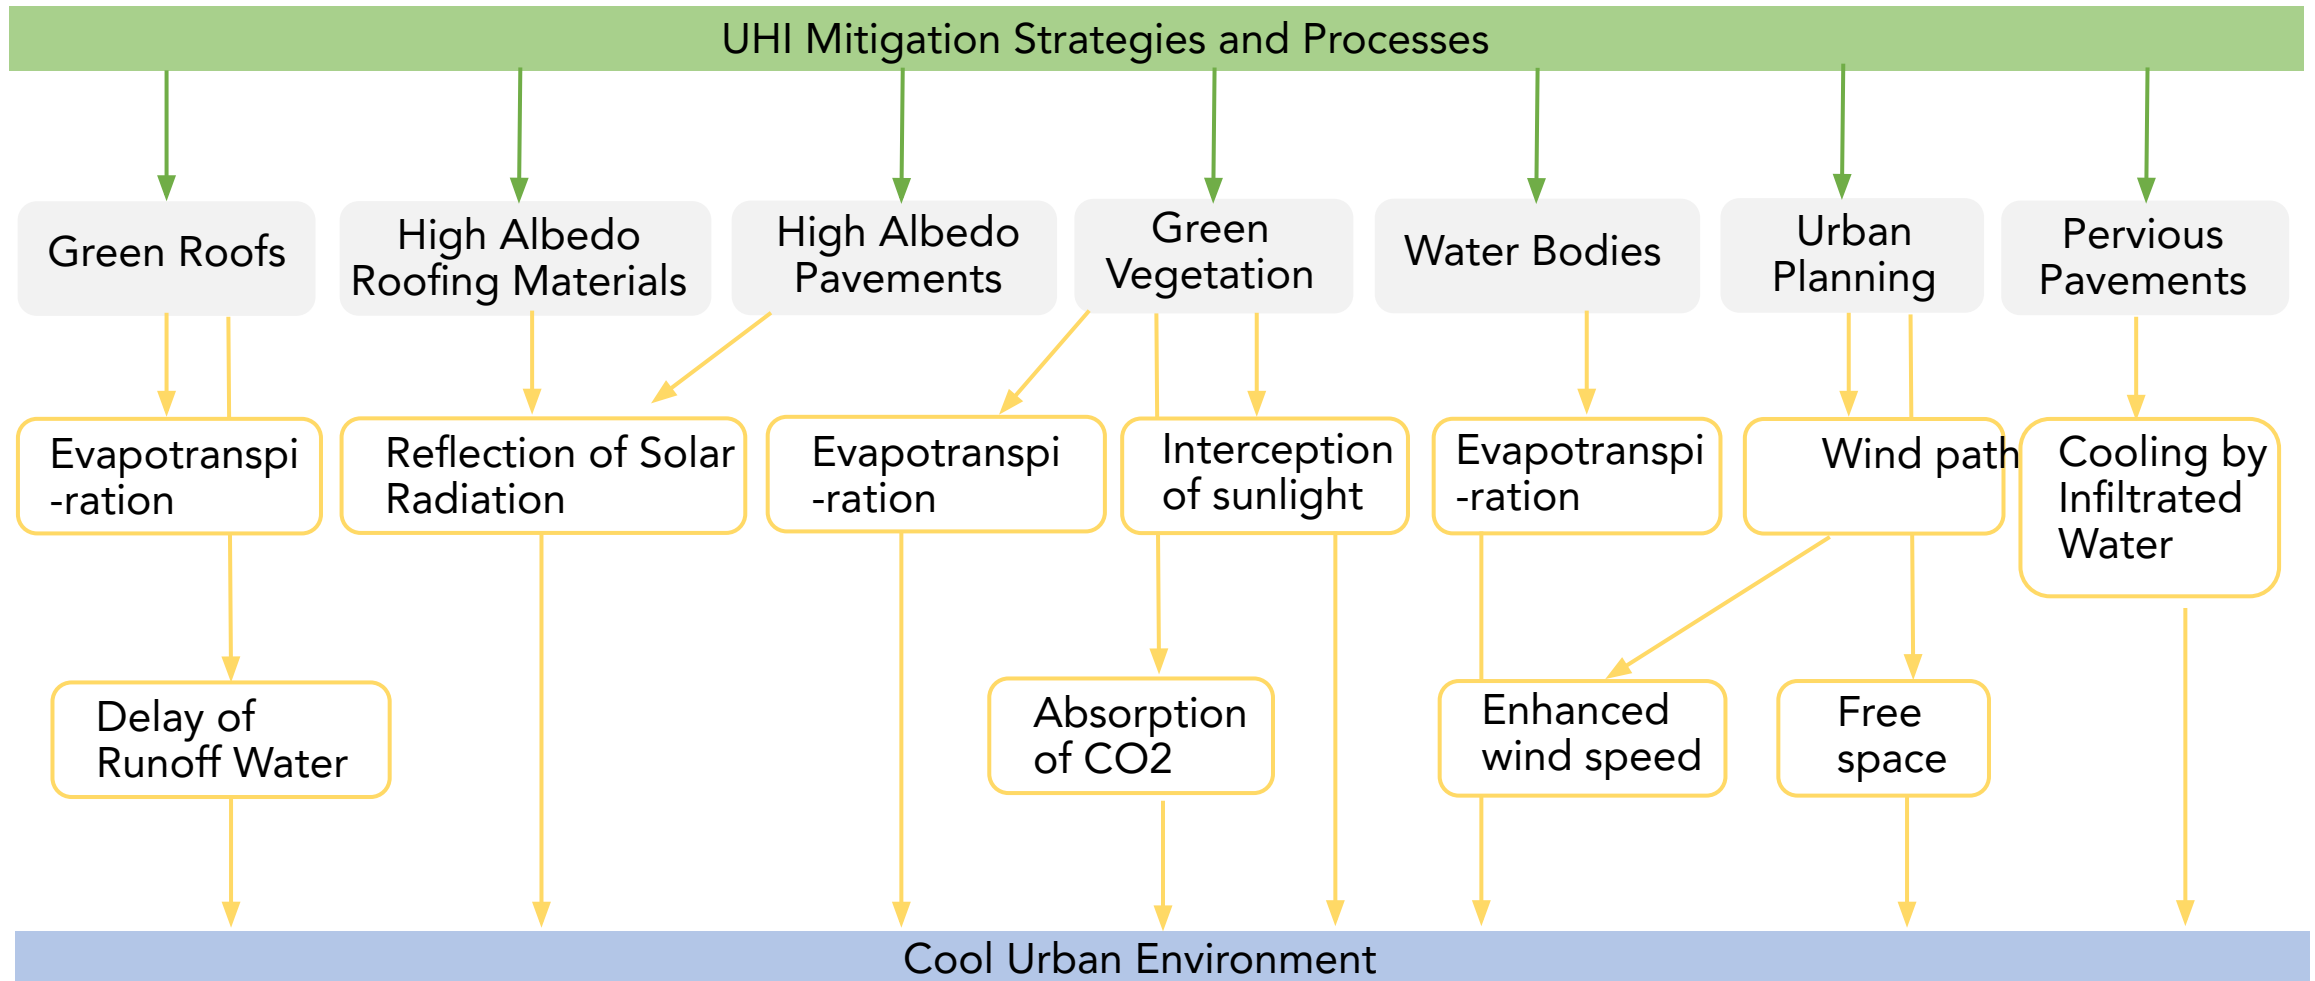 UHI Mitigation Strategies and Processes
Green Roofs
High Albedo
Roofing Materials
High Albedo
Pavements
Green
Vegetation
Water Bodies
Urban
Planning
Pervious
Pavements
Evapotranspi
-ration
Reflection of Solar
Radiation
Evapotranspi
-ration
Interception
of sunlight
Evapotranspi
-ration
Wind path
Cooling by
Infiltrated
Water
Delay of
Runoff Water
Absorption
of CO2
Enhanced
wind speed
Free
space
Cool Urban Environment